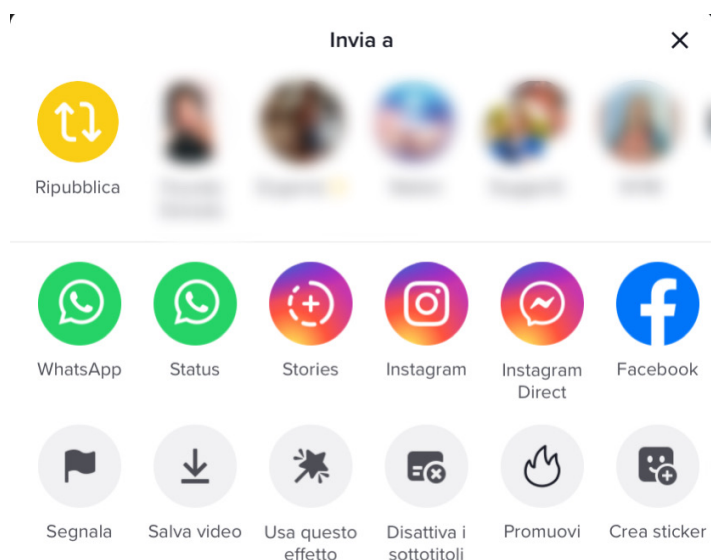 Invia a
Ripubblica
WhatsApp
Status
Stories
Instagram
Instagram
Direct
Facebook
Segnala
Salva video
Usa questo
effetto
Disattiva i
sottotitoli
Promuovi
Crea sticker